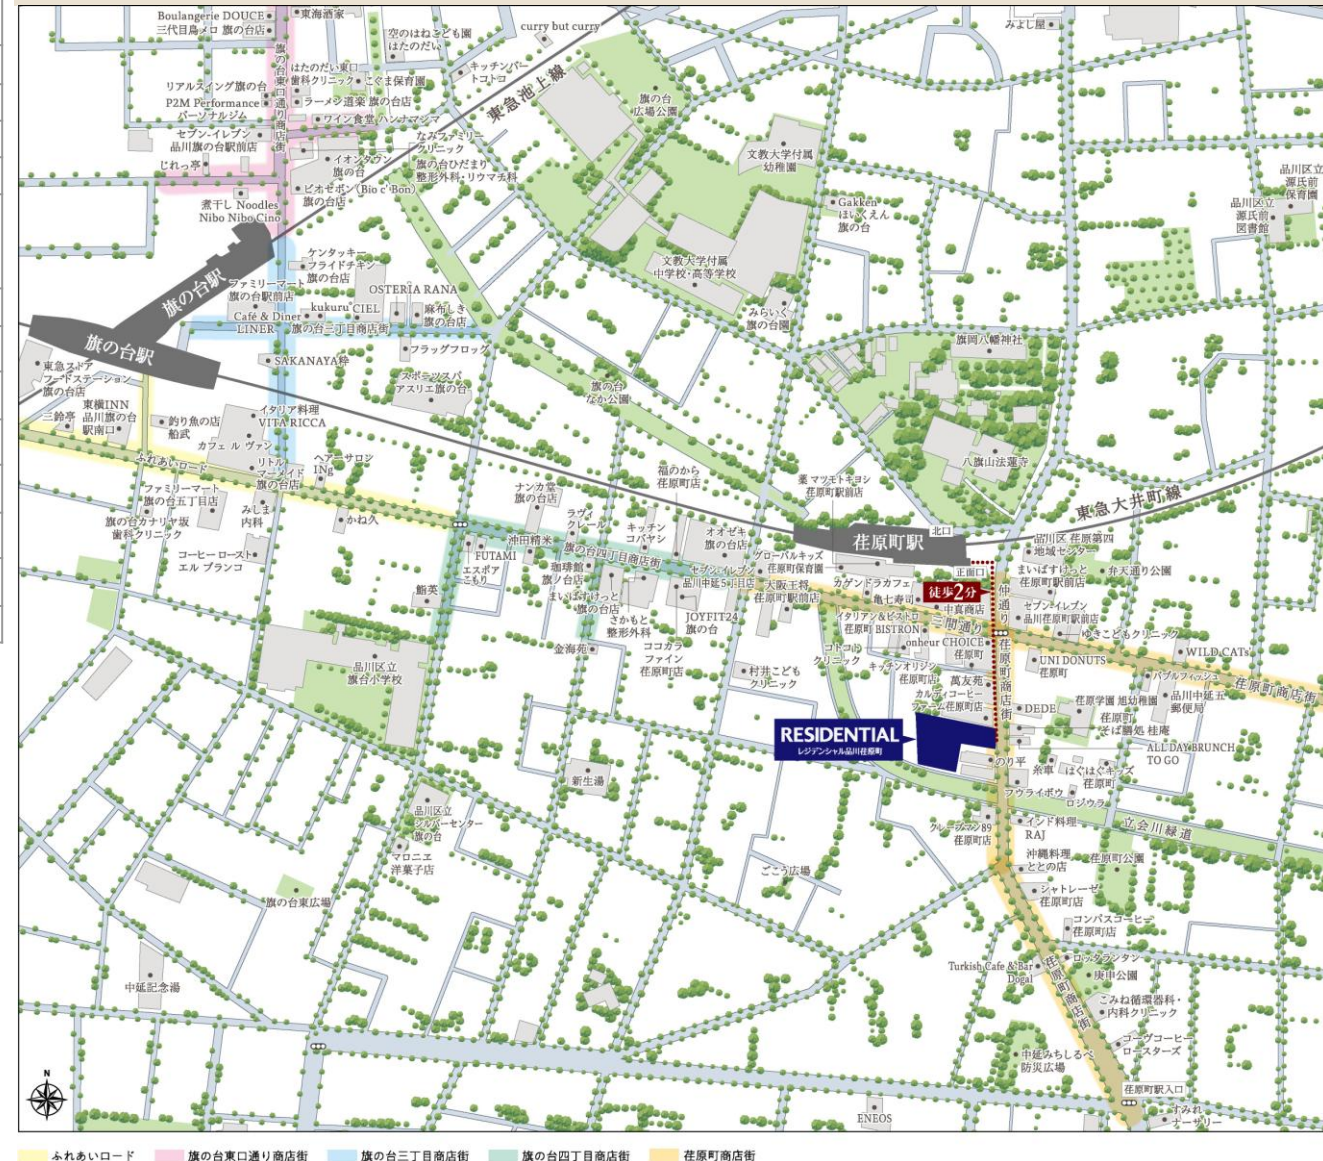 Boulangerie DOUCE
三代目鳥メロ 旗の台店
東海酒家
旗の台東口通り商店街
空のはねこども園
はたのだい
curry but curry
みよし屋
キッチンバー
トコトコ
東急池上線
はたのだい東口
歯科クリニック
こぐま保育園
リアルスイング旗の台
P2M Performance
パーソナルジム
ラーメン道楽 旗の台店
ワイン食堂 ハンナマンマ
セブン-イレブン
品川旗の台駅前店
じれっ亭
イオンタウン
旗の台
なみファミリー
クリニック
旗の台ひだまり
整形外科・リウマチ科
ビオセボン(Bio c' Bon)
旗の台店
煮干し Noodles
Nibo Nibo Cino
旗の台
広場公園
文教大学付属
幼稚園
Gakken
ほいくえん
旗の台
品川区立
源氏前
保育園
品川区立
源氏前
図書館
文教大学付属
中学校・高等学校
みらいく
旗の台園
旗の台駅
旗の台駅
ケンタッキー
フライドチキン
旗の台店
ファミリーマート
旗の台駅前店
Café & Diner
LINER
kukuru
CIEL
OSTERIA RANA
麻布しき
旗の台店
旗の台三丁目商店街
フラッグフロッグ
SAKANAYA粋
スポーツスパ
アスリエ旗の台
旗の台
なか公園
旗岡八幡神社
八旗山法蓮寺
東急ストア
フードステーション
旗の台店
東横INN
品川旗の台
駅南口
三鈴亭
釣り魚の店
船武
イタリア料理
VITA RICCA
カフェ ル ヴァン
リトル
マーメイド
旗の台店
ヘアーサロン
INg
ふれあいロード
ファミリーマート
旗の台五丁目店
旗の台カナリヤ坂
歯科クリニック
みしま
内科
かね久
コーヒー ロースト
エル ブランコ
ナンカ堂
旗の台店
ラヴィ
クレール
キッチン
コバヤシ
福のから
荏原町店
オオゼキ
旗の台店
薬 マツモトキヨシ
荏原町駅前店
荏原町駅
北口
正面口
東急大井町線
FUTAMI
沖田精米
エスポア
こもり
鮨英
珈琲館
旗ノ台店
旗の台四丁目商店街
まいばすけっと
旗の台店
さかもと
整形外科
金海苑
セブン-イレブン
品川中延5丁目店
グローバルキッズ
荏原町保育園
大阪王将
荏原町駅前店
JOYFIT24
旗の台
ココカラ
ファイン
荏原町店
村井こども
クリニック
カゲンドラカフェ
亀七寿司
中真商店
イタリアン&ビストロ
荏原町 BISTRON
onheur CHOICE
荏原町
二間通り
コトコト
クリニック
キッチンオリジン
荏原町店
萬友苑
カルディコーヒー
ファーム荏原町店
徒歩2分
仲通り
荏原町商店街
品川区 荏原第四
地域センター
まいばすけっと
荏原町駅前店
弁天通り公園
セブン-イレブン
品川荏原町駅前店
ゆきこどもクリニック
UNI DONUTS
荏原町
WILD CATs
バブルフィッシュ
荏原町商店街
DEDE
荏原学園 旭幼稚園
品川中延五
郵便局
荏原町
そば膳処 桂庵
ALL DAY BRUNCH
TO GO
RESIDENTIAL
レジデンシャル品川荏原町
のり平
糸車
はぐはぐキッズ
荏原町
フウライボウ
ロジウラ
品川区立
旗台小学校
新生湯
品川区立
シルバーセンター
旗の台
マロニエ
洋菓子店
クレープマン89
荏原町店
インド料理
RAJ
立会川緑道
沖縄料理
ととの店
荏原町公園
ごこう広場
シャトレーゼ
荏原町店
コンパスコーヒー
荏原町店
旗の台東広場
中延記念湯
Turkish Cafe & Bar
Dogal
ロッタランタン
庚申公園
荏原町商店街
こみね循環器科・
内科クリニック
コーヴコーヒー
ロースターズ
中延みちしるべ
防災広場
荏原町駅入口
すみれ
ナーサリー
ENEOS
N
ふれあいロード
旗の台東口通り商店街
旗の台三丁目商店街
旗の台四丁目商店街
荏原町商店街